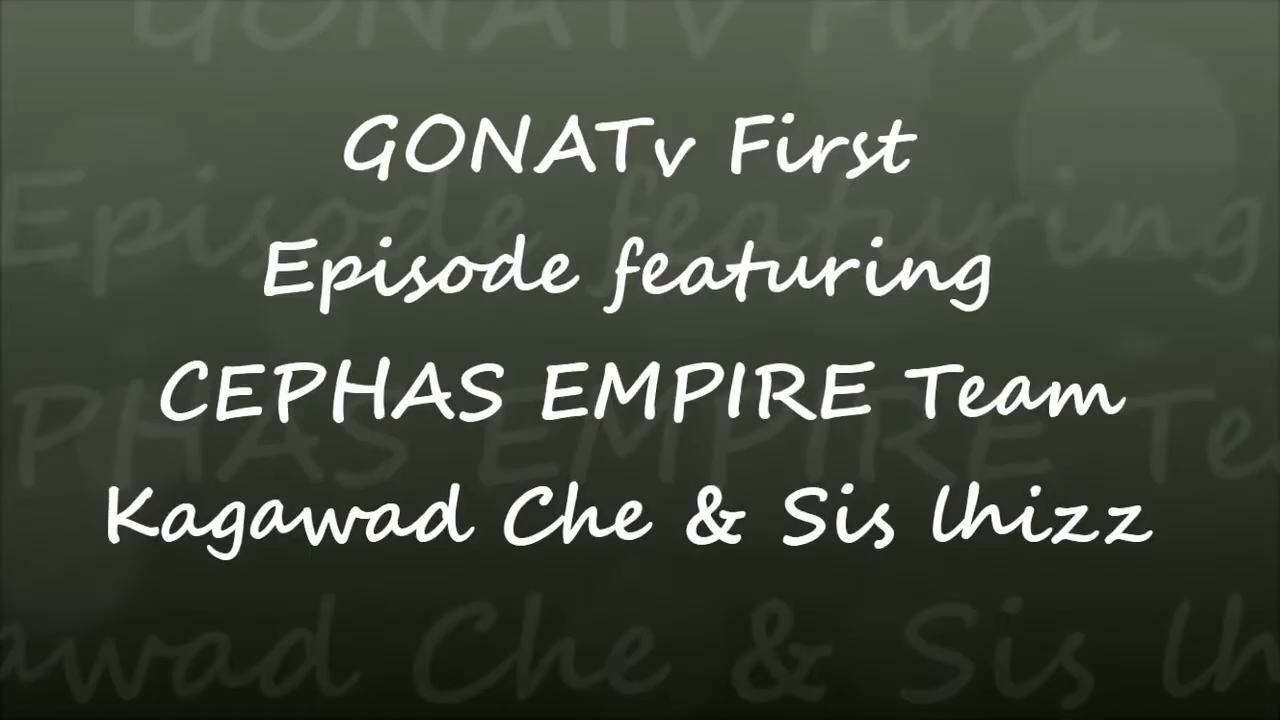 GONATv First
Episode featuring
CEPHAS EMPIRE Team
Kagawad Che & Sis lhizz